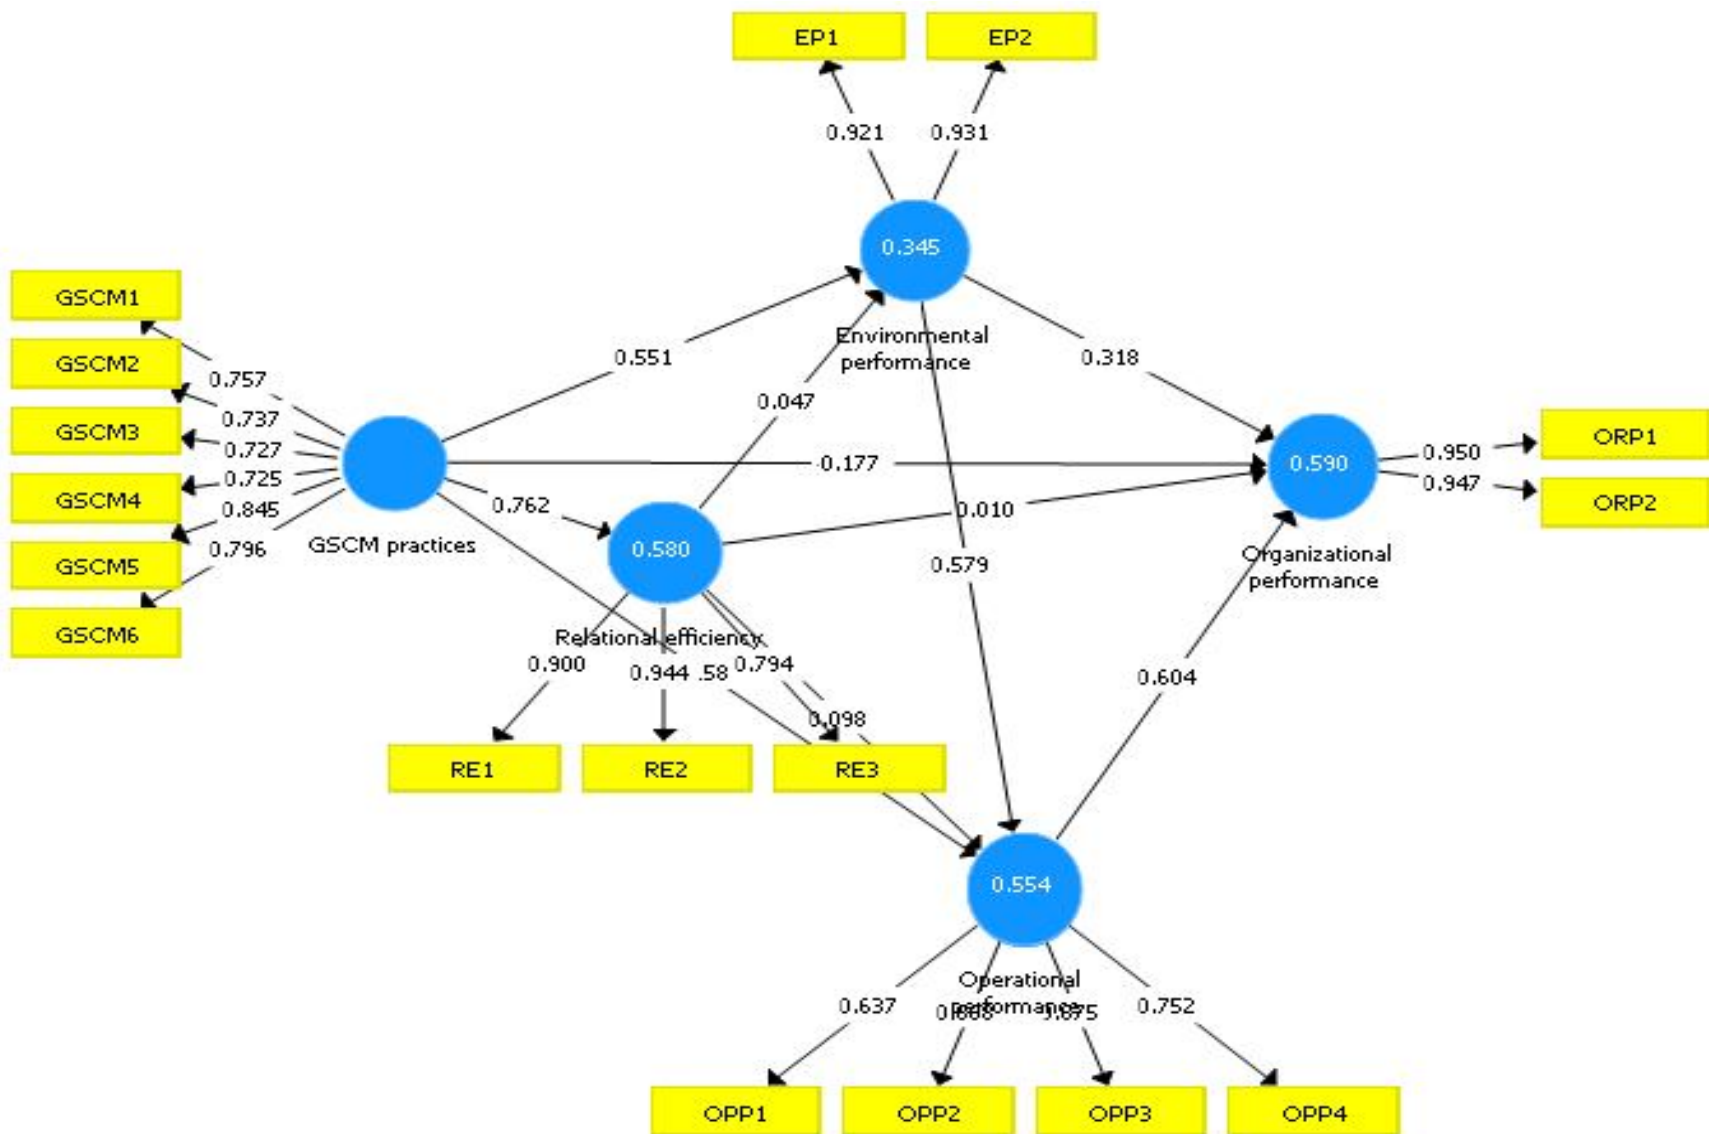 EP1
EP2
0.921
0.931
0.345
Environmental
performance
GSCM1
GSCM2
GSCM3
GSCM4
GSCM5
GSCM6
0.757
0.737
0.727
0.725
0.845
0.796
GSCM practices
0.551
0.047
0.318
-0.177
0.762
0.010
0.579
0.580
Relational efficiency
0.900
0.944
.58
0.794
0.098
RE1
RE2
RE3
0.590
Organizational
performance
0.950
0.947
ORP1
ORP2
0.604
0.554
Operational
performance
0.637
0.752
OPP1
OPP2
OPP3
OPP4